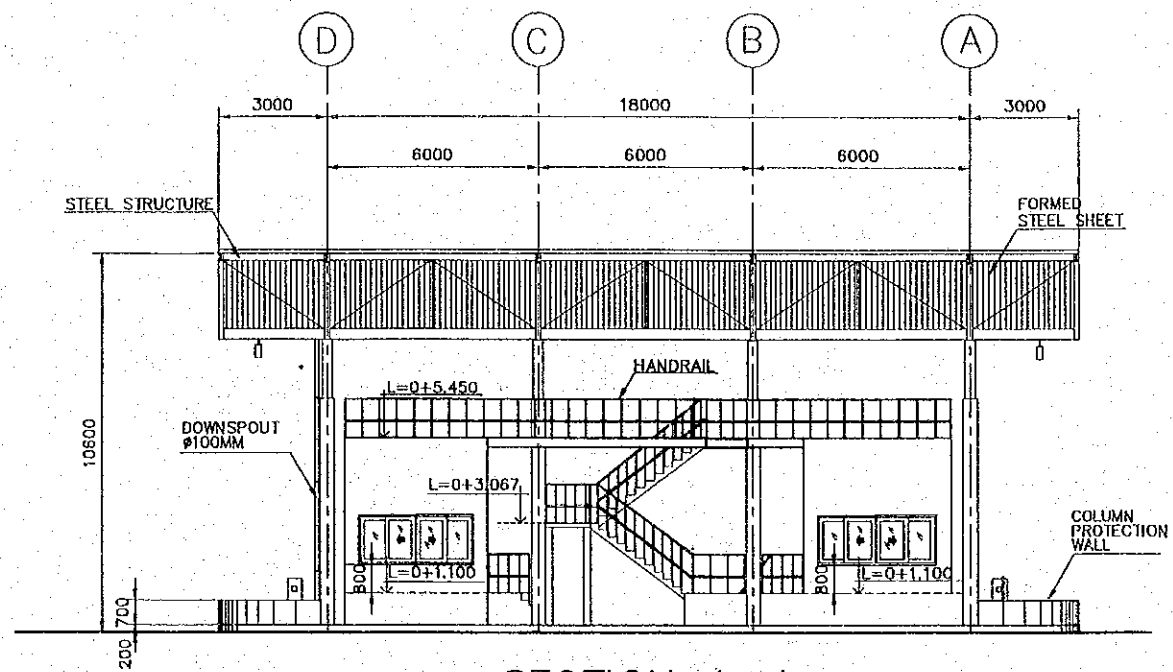 D
C
B
A
3000
18000
3000
6000
6000
6000
STEEL STRUCTURE
FORMED
STEEL SHEET
HANDRAIL
L=0+5.450
DOWNSPOUT
ø100MM
10800
L=0+3.067
COLUMN
PROTECTION
WALL
800
L=0+1.100
800
L=0+1.100
700
200